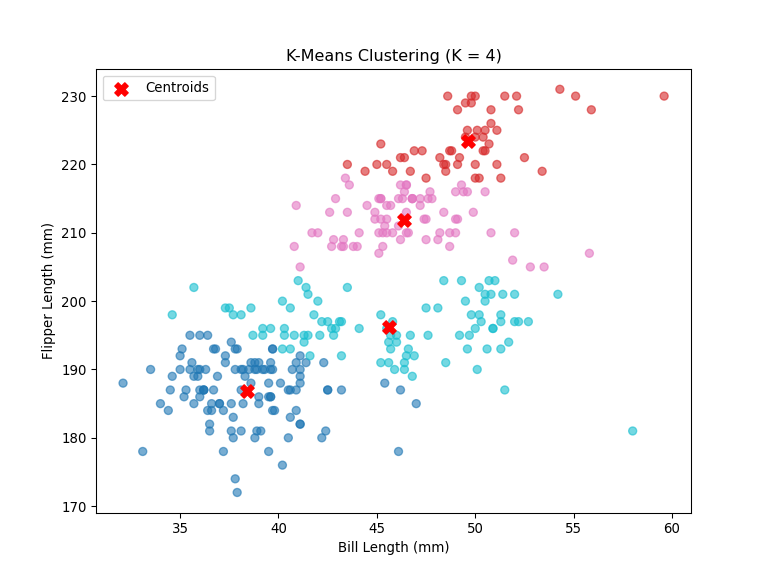 K-Means Clustering (K = 4)
Centroids
Flipper Length (mm)
230
220
210
200
190
180
170
35 40 45 50 55 60
Bill Length (mm)